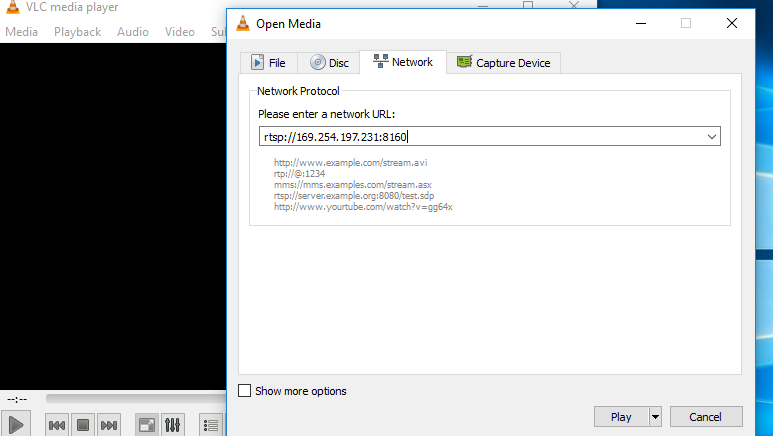 VLC media player
Media Playback Audio Video
Open Media
File Disc Network Capture Device
Network Protocol
Please enter a network URL:
rtsp://169.254.197.231:8160
http://www.example.com/stream.avi
rtp://@:1234
mms://mms.examples.com/stream.asx
rtsp://server.example.org:8080/test.sdp
http://www.youtube.com/watch?v=gg64x
--:--
Show more options
Play Cancel